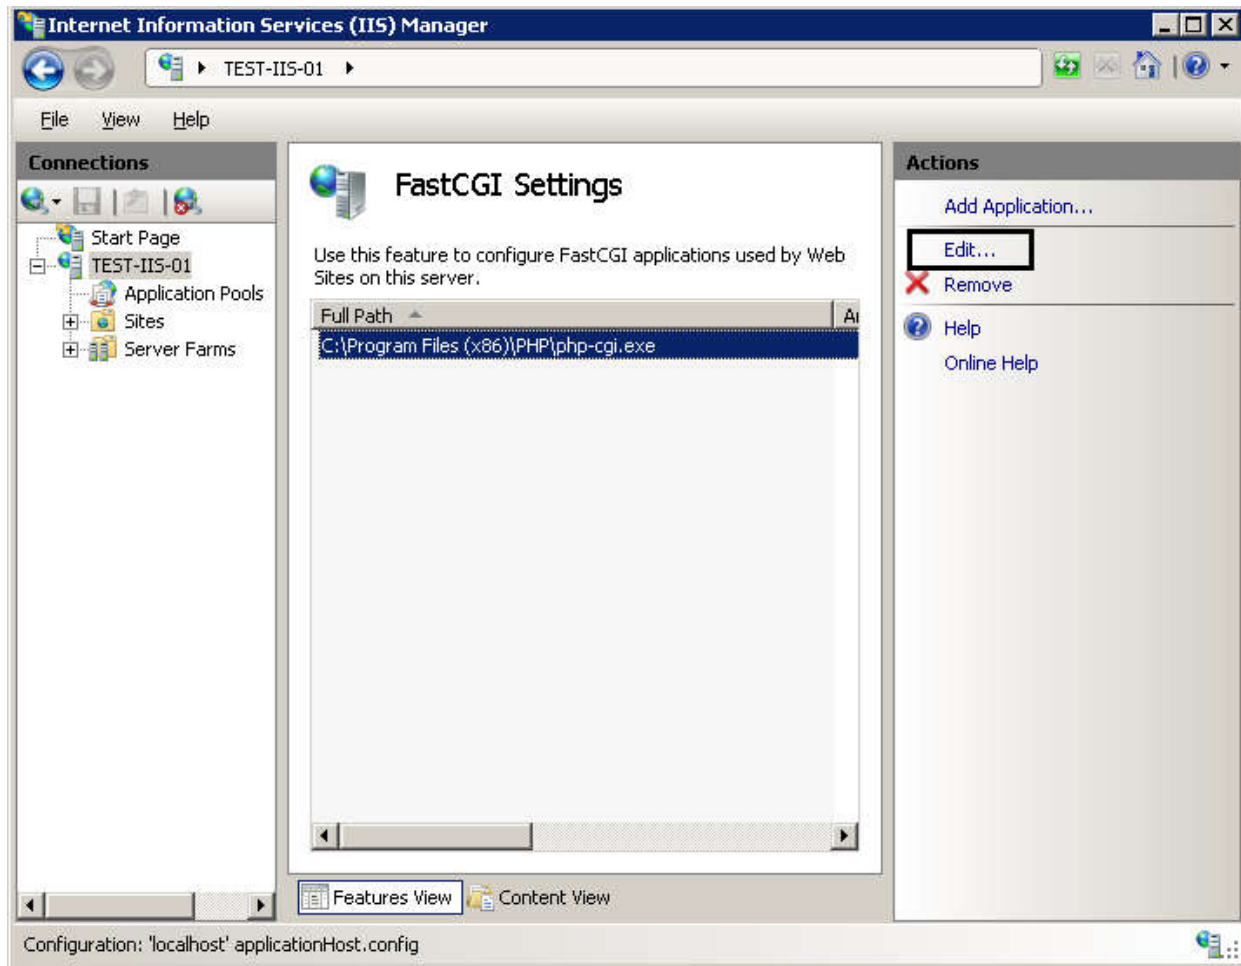 Internet Information Services (IIS) Manager
TEST-IIS-01
File View Help
Connections
Start Page
TEST-IIS-01
Application Pools
Sites
Server Farms
FastCGI Settings
Use this feature to configure FastCGI applications used by Web
Sites on this server.
Full Path
C:\Program Files (x86)\PHP\php-cgi.exe
Features View Content View
Actions
Add Application...
Edit...
Remove
Help
Online Help
Configuration: 'localhost' applicationHost.config